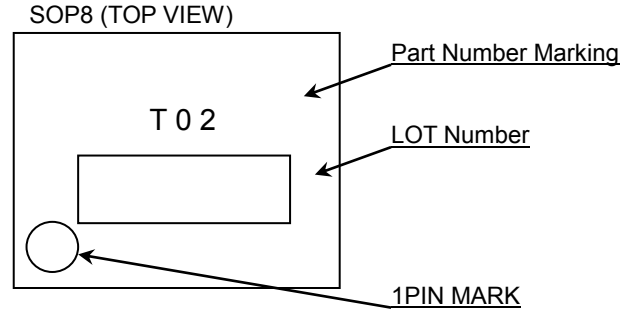 SOP8 (TOP VIEW)
Part Number Marking
T 0 2
LOT Number
1PIN MARK